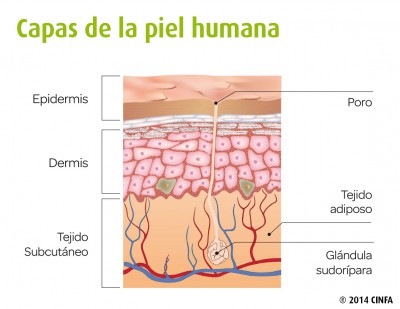 Capas de la piel humana
Epidermis
Poro
Dermis
Tejido
adiposo
Tejido
Subcutáneo
Glándula
sudorípara
® 2014 CINFA